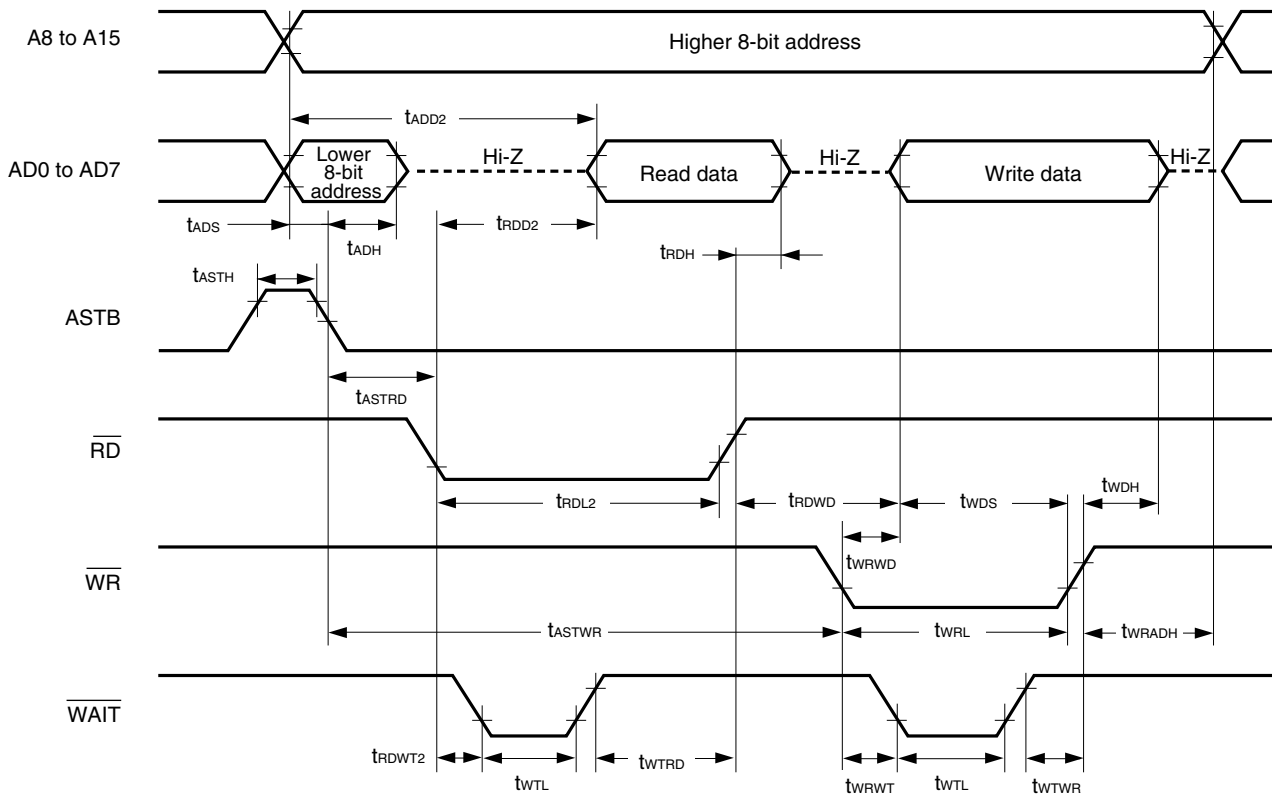 A8 to A15
Higher 8-bit address
tADD2
AD0 to AD7
Lower
8-bit
address
Hi-Z
Read data
Hi-Z
Write data
Hi-Z
tADS
tADH
tRDD2
tRDH
tASTH
ASTB
tASTRD
RD
tRDL2
tRDWD
tWDS
tWDH
tWRWD
WR
tASTWR
tWRL
tWRADH
WAIT
tRDWT2
tWTL
tWTRD
tWRWT
tWTL
tWTWR